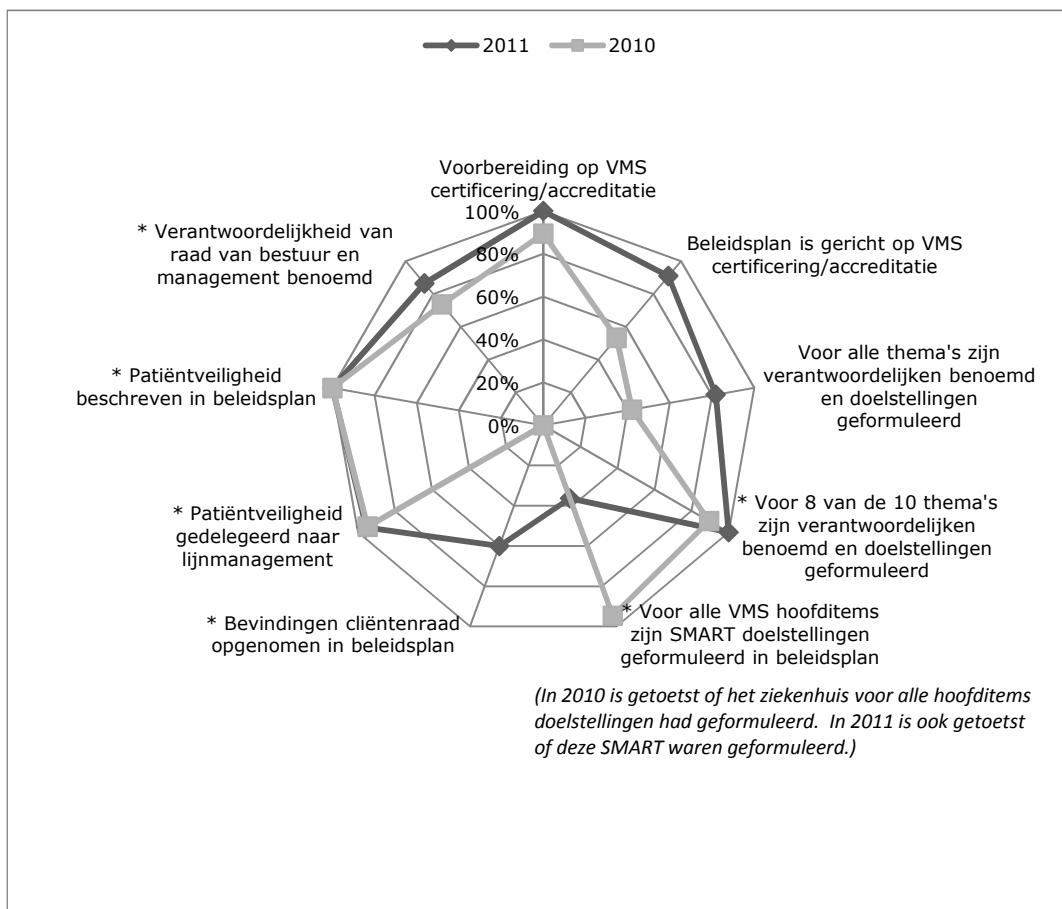 2011 2010
Voorbereiding op VMS
certificering/accreditatie
100%
80%
60%
40%
20%
0%
Beleidsplan is gericht op VMS
certificering/accreditatie
Voor alle thema's zijn
verantwoordelijken benoemd
en doelstellingen
geformuleerd
* Voor 8 van de 10 thema's
zijn verantwoordelijken
benoemd en doelstellingen
geformuleerd
* Voor alle VMS hoofditems
zijn SMART doelstellingen
geformuleerd in beleidsplan
(In 2010 is getoetst of het ziekenhuis voor alle hoofditems
doelstellingen had geformuleerd. In 2011 is ook getoetst
of deze SMART waren geformuleerd.)
* Bevindingen cliëntenraad
opgenomen in beleidsplan
* Patiëntveiligheid
gedelegeerd naar
lijnmanagement
* Patiëntveiligheid
beschreven in beleidsplan
* Verantwoordelijkheid van
raad van bestuur en
management benoemd